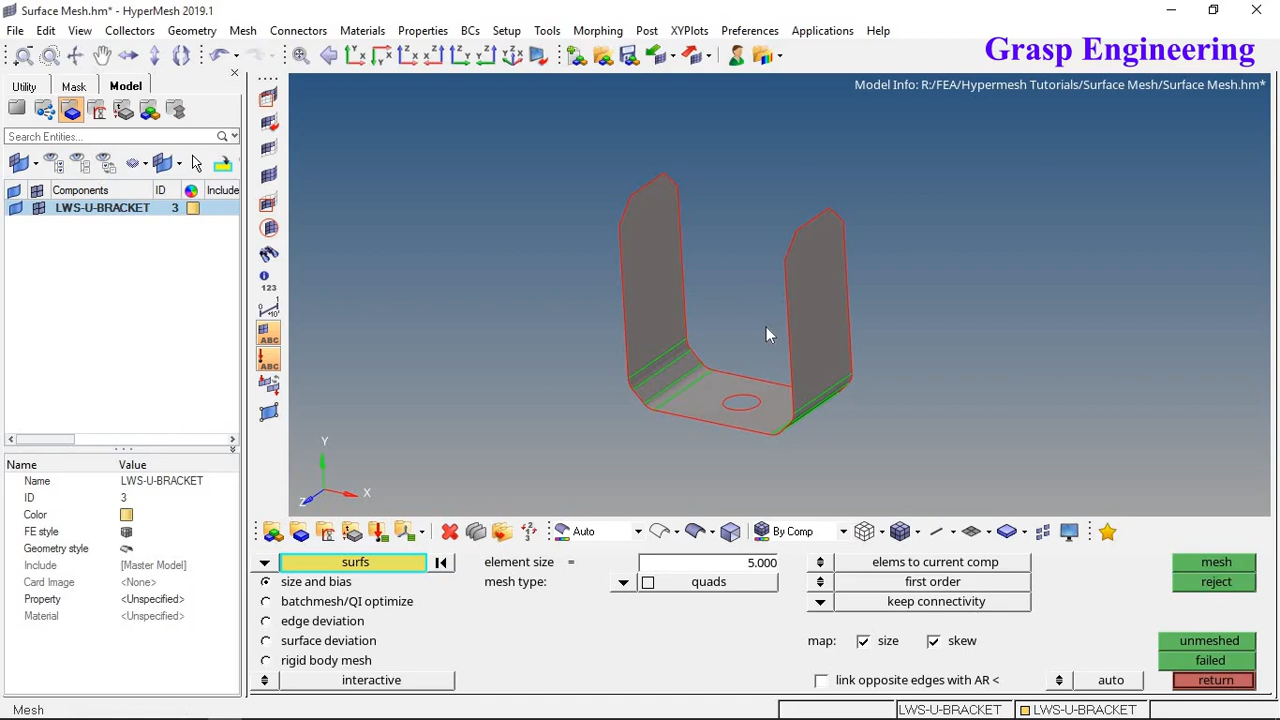 Surface Mesh.hm* - HyperMesh 2019.1
File Edit View Collectors Geometry Mesh Connectors Materials Properties BCs Setup Tools Morphing Post XYPlots Preferences Applications Help
Grasp Engineering
Utility Mask Model
Model Info: R:/FEA/Hypermesh Tutorials/Surface Mesh/Surface Mesh.hm*
Search Entities...
Components ID Include
LWS-U-BRACKET 3
123
ABC
ABC
Y
X
Z
Name Value
Name LWS-U-BRACKET
ID 3
Color
FE style
Geometry style
Include [Master Model]
Card Image <None>
Property <Unspecified>
Material <Unspecified>
Auto By Comp
surfs element size = 5.000 elems to current comp mesh
size and bias mesh type: quads first order reject
batchmesh/QI optimize keep connectivity
edge deviation
surface deviation map: size skew unmeshed
rigid body mesh failed
interactive link opposite edges with AR < auto return
Mesh LWS-U-BRACKET LWS-U-BRACKET